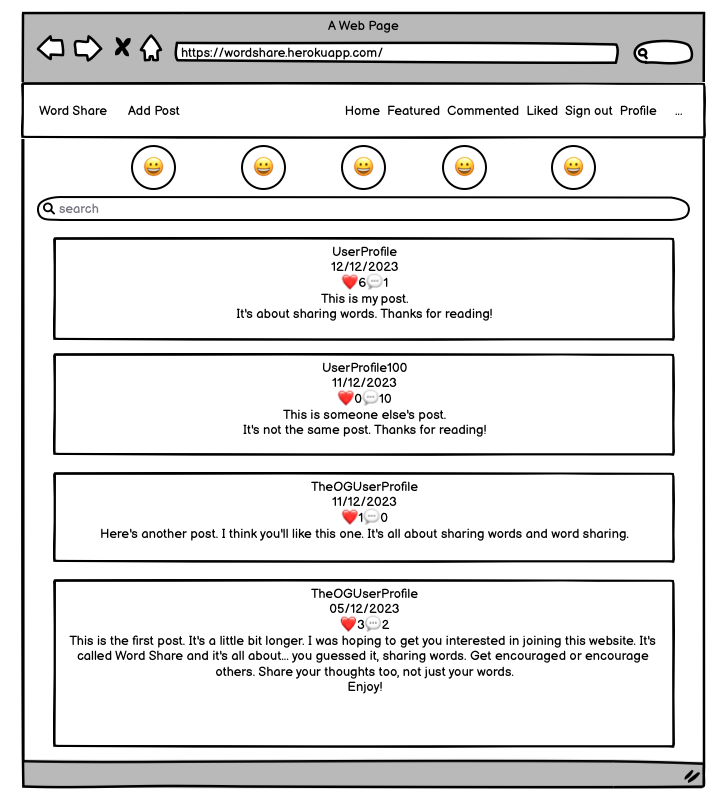 A Web Page
https://wordshare.herokuapp.com/
Word Share Add Post Home Featured Commented Liked Sign out Profile ...
search
UserProfile
12/12/2023
❤️6💬1
This is my post.
It's about sharing words. Thanks for reading!
UserProfile100
11/12/2023
❤️0💬10
This is someone else's post.
It's not the same post. Thanks for reading!
TheOGUserProfile
11/12/2023
❤️1💬0
Here's another post. I think you'll like this one. It's all about sharing words and word sharing.
TheOGUserProfile
05/12/2023
❤️3💬2
This is the first post. It's a little bit longer. I was hoping to get you interested in joining this website. It's
called Word Share and it's all about... you guessed it, sharing words. Get encouraged or encourage
others. Share your thoughts too, not just your words.
Enjoy!